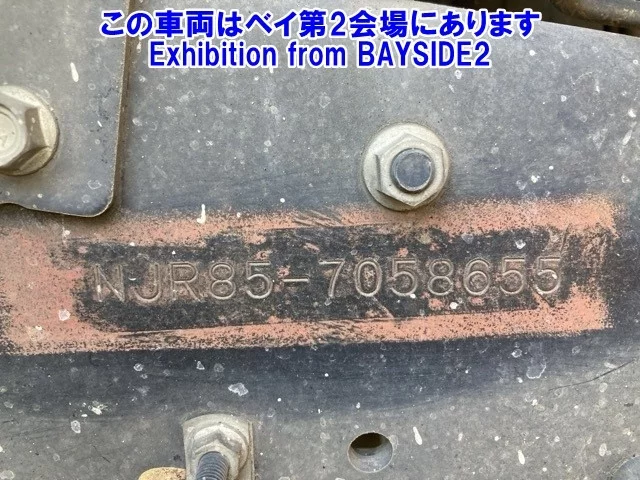 この車両はベイ第2会場にあります
Exhibition from BAYSIDE2
NJR85-7058655